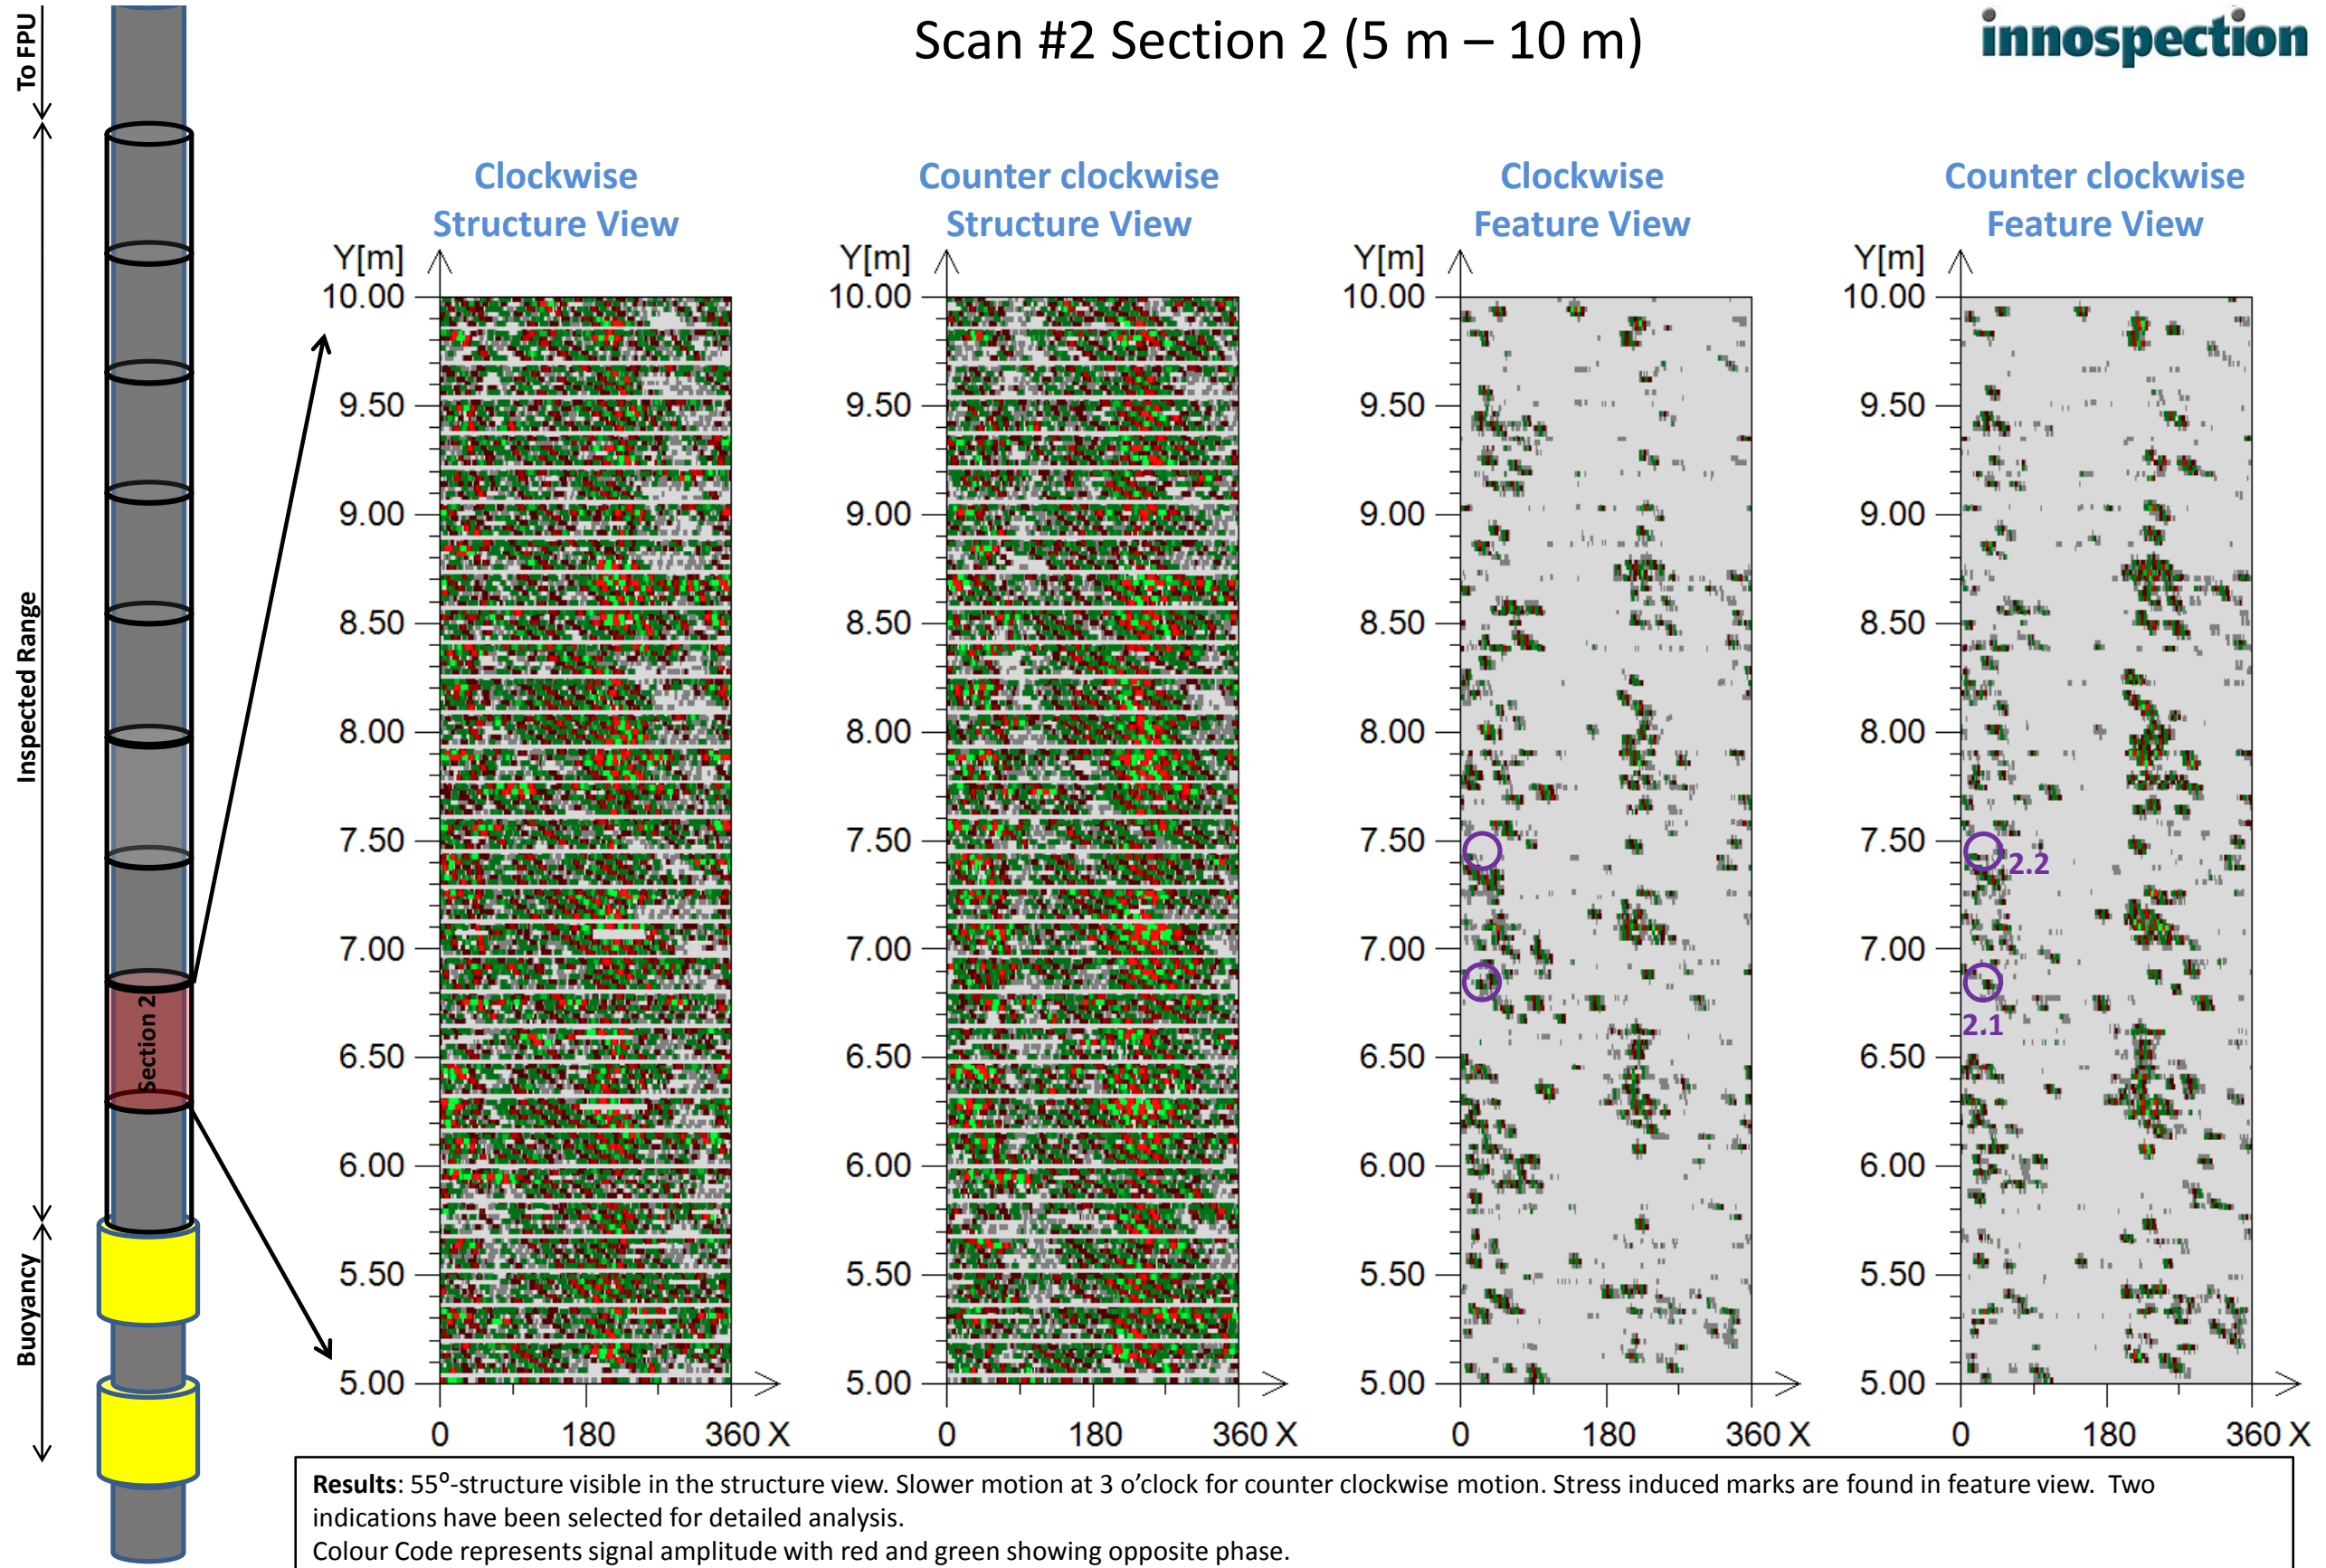 Scan #2 Section 2 (5 m – 10 m)
innospection
To FPU
Inspected Range
Buoyancy
Section 2
Clockwise
Structure View
Y[m]
10.00
9.50
9.00
8.50
8.00
7.50
7.00
6.50
6.00
5.50
5.00
0
180
360 X
Counter clockwise
Structure View
Y[m]
10.00
9.50
9.00
8.50
8.00
7.50
7.00
6.50
6.00
5.50
5.00
0
180
360 X
Clockwise
Feature View
Y[m]
10.00
9.50
9.00
8.50
8.00
7.50
7.00
6.50
6.00
5.50
5.00
0
180
360 X
Counter clockwise
Feature View
Y[m]
10.00
9.50
9.00
8.50
8.00
7.50
7.00
6.50
6.00
5.50
5.00
0
180
360 X
2.2
2.1
Results: 55⁰-structure visible in the structure view. Slower motion at 3 o’clock for counter clockwise motion. Stress induced marks are found in feature view. Two
indications have been selected for detailed analysis.
Colour Code represents signal amplitude with red and green showing opposite phase.